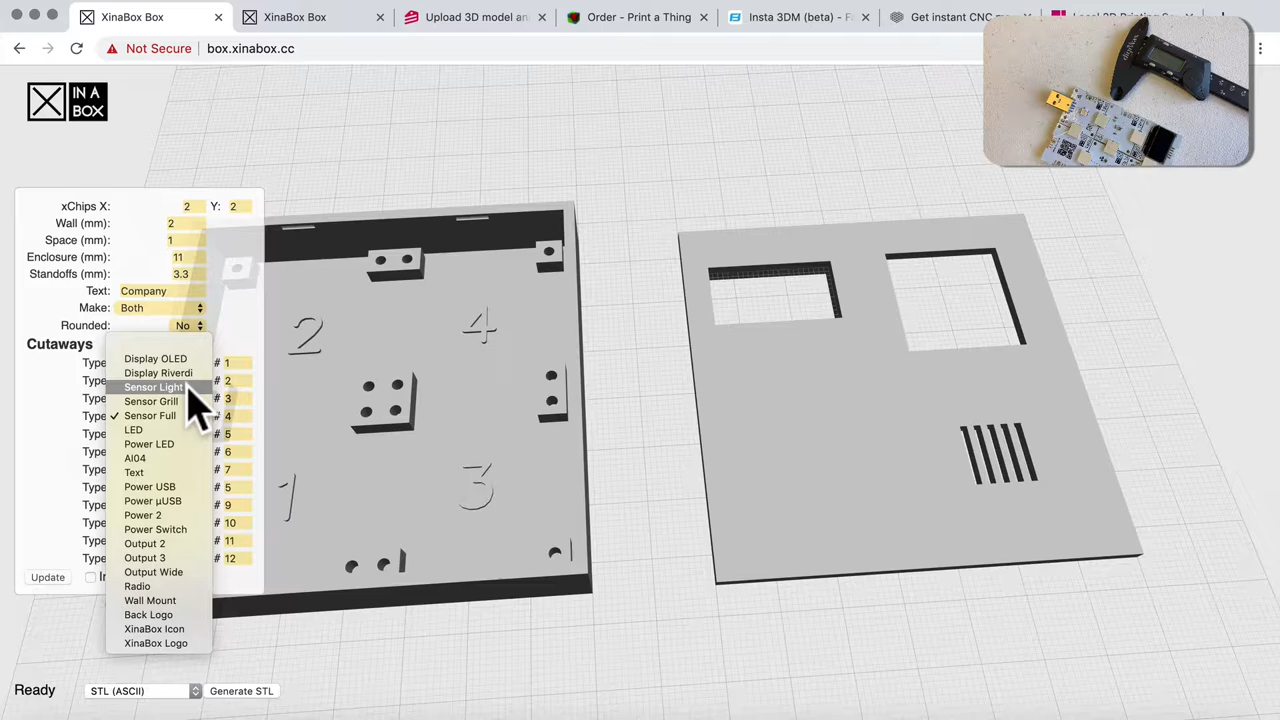 XinaBox Box
XinaBox Box
Upload 3D model an
Order - Print a Thing
Insta 3DM (beta) - Fa
Get instant CNC
Not Secure
box.xinabox.cc
IN A
BOX
xChips X: 2 Y: 2
Wall (mm): 2
Space (mm): 1
Enclosure (mm): 11
Standoffs (mm): 3.3
Text: Company
Make: Both
Rounded: No
Cutaways
Type # 1
Display OLED
Display Riverdi
Type # 2
Sensor Light
Type # 3
Sensor Grill
Type ✓ Sensor Full # 4
LED
Type # 5
Power LED
Type # 6
AI04
Type # 7
Text
Type Power USB # 5
Power µUSB
Type # 9
Power 2
Type # 10
Power Switch
Type Output 2 # 11
Output 3
Type # 12
Output Wide
Update
Radio
Wall Mount
Back Logo
XinaBox Icon
XinaBox Logo
Ready
STL (ASCII)
Generate STL
2
4
1
3